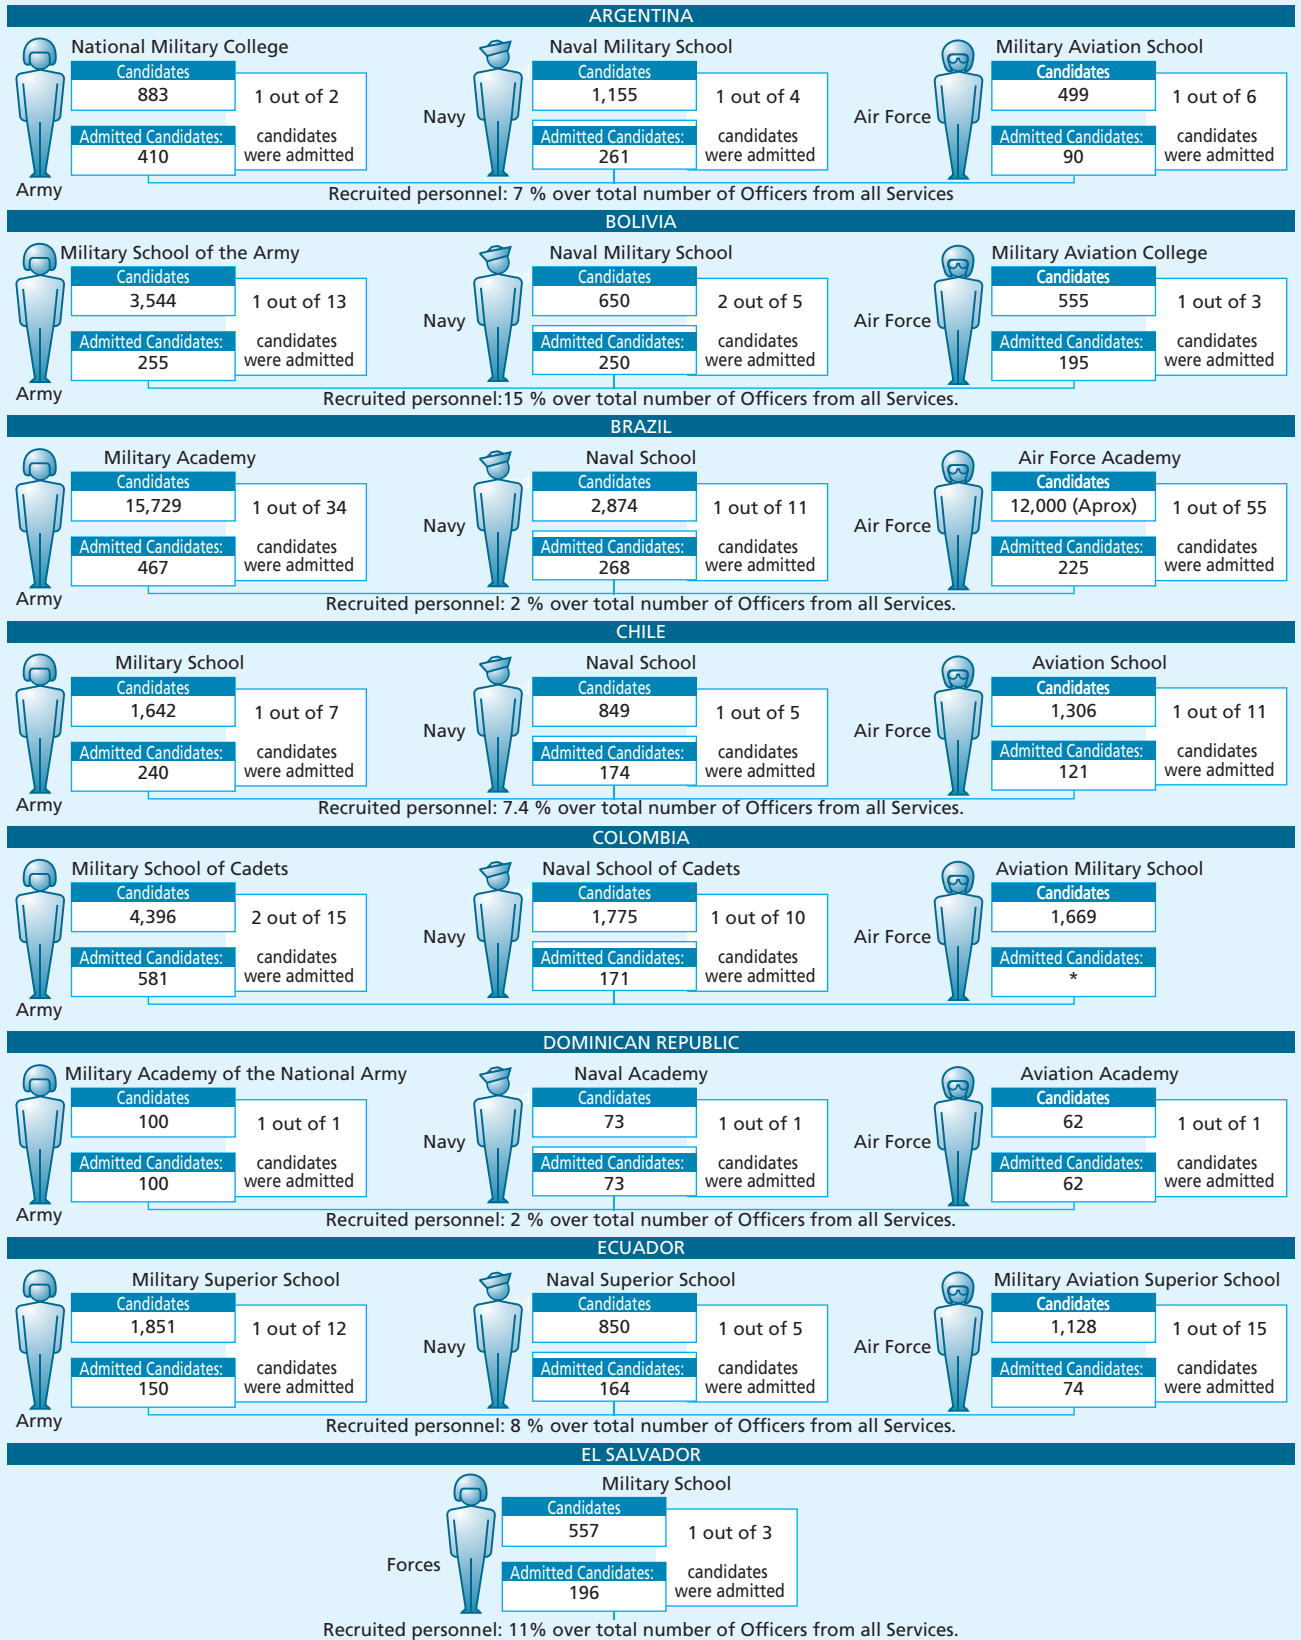 ARGENTINA
National Military College
Candidates
883
1 out of 2
Admitted Candidates:
410
candidates
were admitted
Army
Naval Military School
Candidates
1,155
1 out of 4
Navy
Admitted Candidates:
261
candidates
were admitted
Military Aviation School
Candidates
499
1 out of 6
Air Force
Admitted Candidates:
90
candidates
were admitted
Recruited personnel: 7 % over total number of Officers from all Services
BOLIVIA
Military School of the Army
Candidates
3,544
1 out of 13
Admitted Candidates:
255
candidates
were admitted
Army
Naval Military School
Candidates
650
2 out of 5
Navy
Admitted Candidates:
250
candidates
were admitted
Military Aviation College
Candidates
555
1 out of 3
Air Force
Admitted Candidates:
195
candidates
were admitted
Recruited personnel:15 % over total number of Officers from all Services.
BRAZIL
Military Academy
Candidates
15,729
1 out of 34
Admitted Candidates:
467
candidates
were admitted
Army
Naval School
Candidates
2,874
1 out of 11
Navy
Admitted Candidates:
268
candidates
were admitted
Air Force Academy
Candidates
12,000 (Aprox)
1 out of 55
Air Force
Admitted Candidates:
225
candidates
were admitted
Recruited personnel: 2 % over total number of Officers from all Services.
CHILE
Military School
Candidates
1,642
1 out of 7
Admitted Candidates:
240
candidates
were admitted
Army
Naval School
Candidates
849
1 out of 5
Navy
Admitted Candidates:
174
candidates
were admitted
Aviation School
Candidates
1,306
1 out of 11
Air Force
Admitted Candidates:
121
candidates
were admitted
Recruited personnel: 7.4 % over total number of Officers from all Services.
COLOMBIA
Military School of Cadets
Candidates
4,396
2 out of 15
Admitted Candidates:
581
candidates
were admitted
Army
Naval School of Cadets
Candidates
1,775
1 out of 10
Navy
Admitted Candidates:
171
candidates
were admitted
Aviation Military School
Candidates
1,669
Air Force
Admitted Candidates:
*
DOMINICAN REPUBLIC
Military Academy of the National Army
Candidates
100
1 out of 1
Admitted Candidates:
100
candidates
were admitted
Army
Naval Academy
Candidates
73
1 out of 1
Navy
Admitted Candidates:
73
candidates
were admitted
Aviation Academy
Candidates
62
1 out of 1
Air Force
Admitted Candidates:
62
candidates
were admitted
Recruited personnel: 2 % over total number of Officers from all Services.
ECUADOR
Military Superior School
Candidates
1,851
1 out of 12
Admitted Candidates:
150
candidates
were admitted
Army
Naval Superior School
Candidates
850
1 out of 5
Navy
Admitted Candidates:
164
candidates
were admitted
Military Aviation Superior School
Candidates
1,128
1 out of 15
Air Force
Admitted Candidates:
74
candidates
were admitted
Recruited personnel: 8 % over total number of Officers from all Services.
EL SALVADOR
Military School
Candidates
557
1 out of 3
Forces
Admitted Candidates:
196
candidates
were admitted
Recruited personnel: 11% over total number of Officers from all Services.